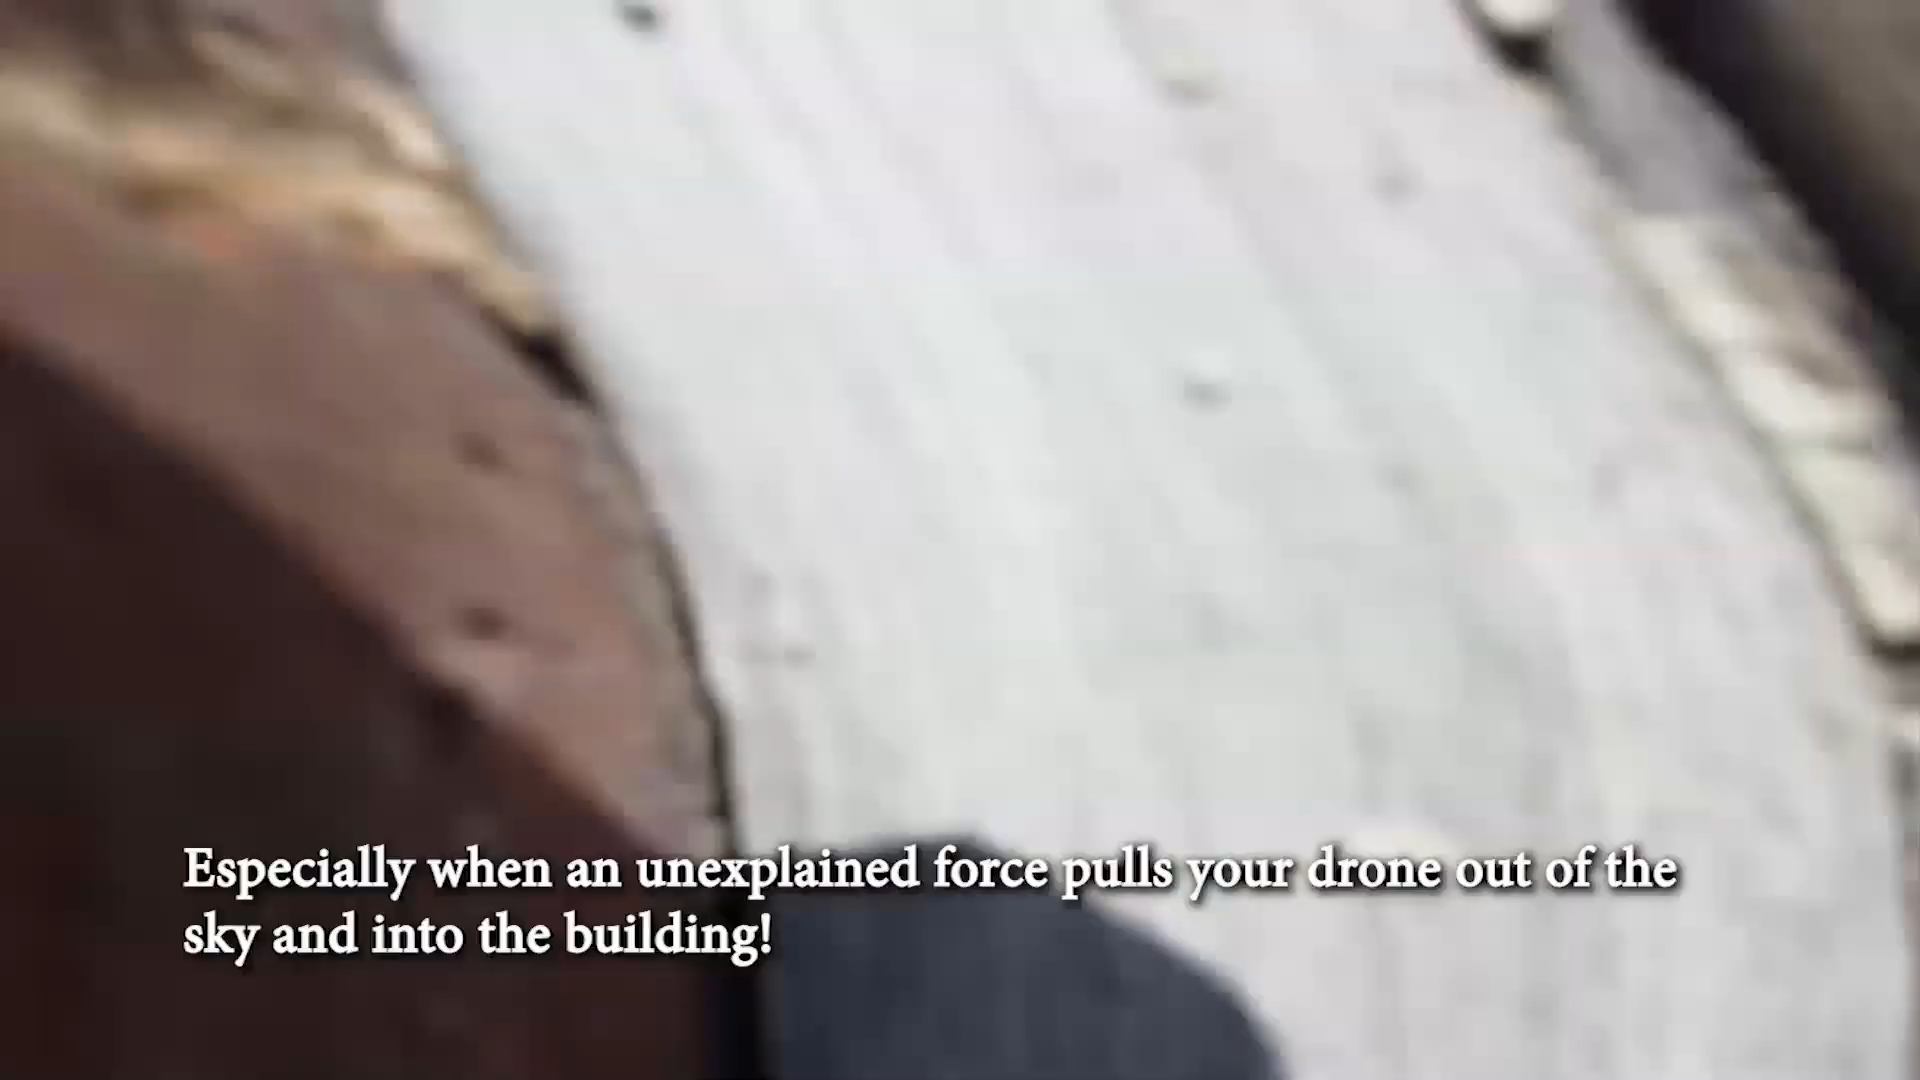 Especially when an unexplained force pulls your drone out of the
sky and into the building!